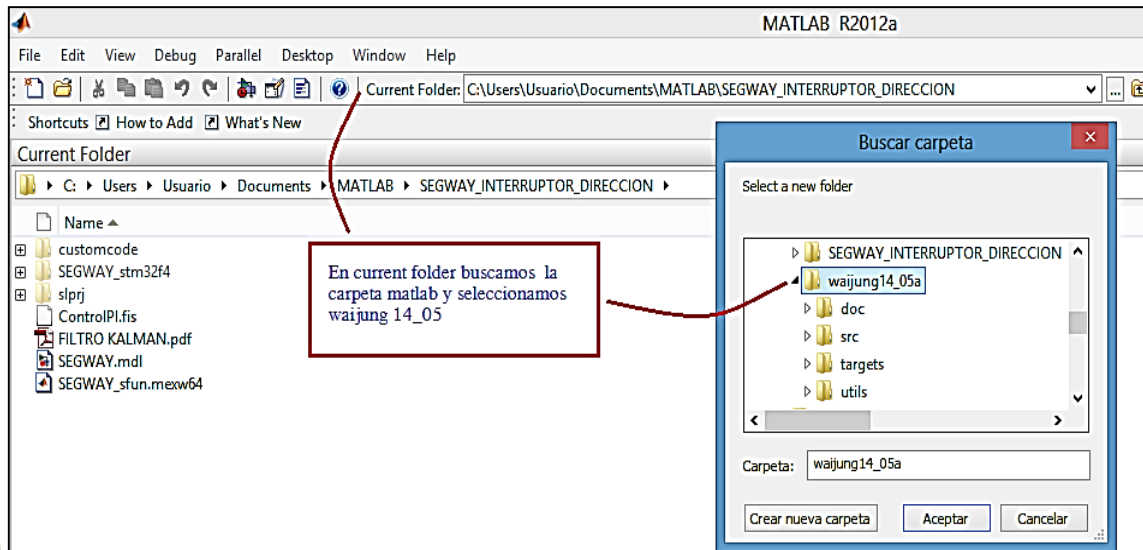 MATLAB R2012a
File Edit View Debug Parallel Desktop Window Help
Current Folder: C:\Users\Usuario\Documents\MATLAB\SEGWAY_INTERRUPTOR_DIRECCION
Shortcuts How to Add What's New
Current Folder
C: Users Usuario Documents MATLAB SEGWAY_INTERRUPTOR_DIRECCION
Name
customcode
SEGWAY_stm32f4
slprj
ControlPI.fis
FILTRO KALMAN.pdf
SEGWAY.mdl
SEGWAY_sfun.mexw64
En current folder buscamos la
carpeta matlab y seleccionamos
waijung 14_05
Buscar carpeta
Select a new folder
SEGWAY_INTERRUPTOR_DIRECCION
waijung14_05a
doc
src
targets
utils
Carpeta: waijung14_05a
Crear nueva carpeta Aceptar Cancelar